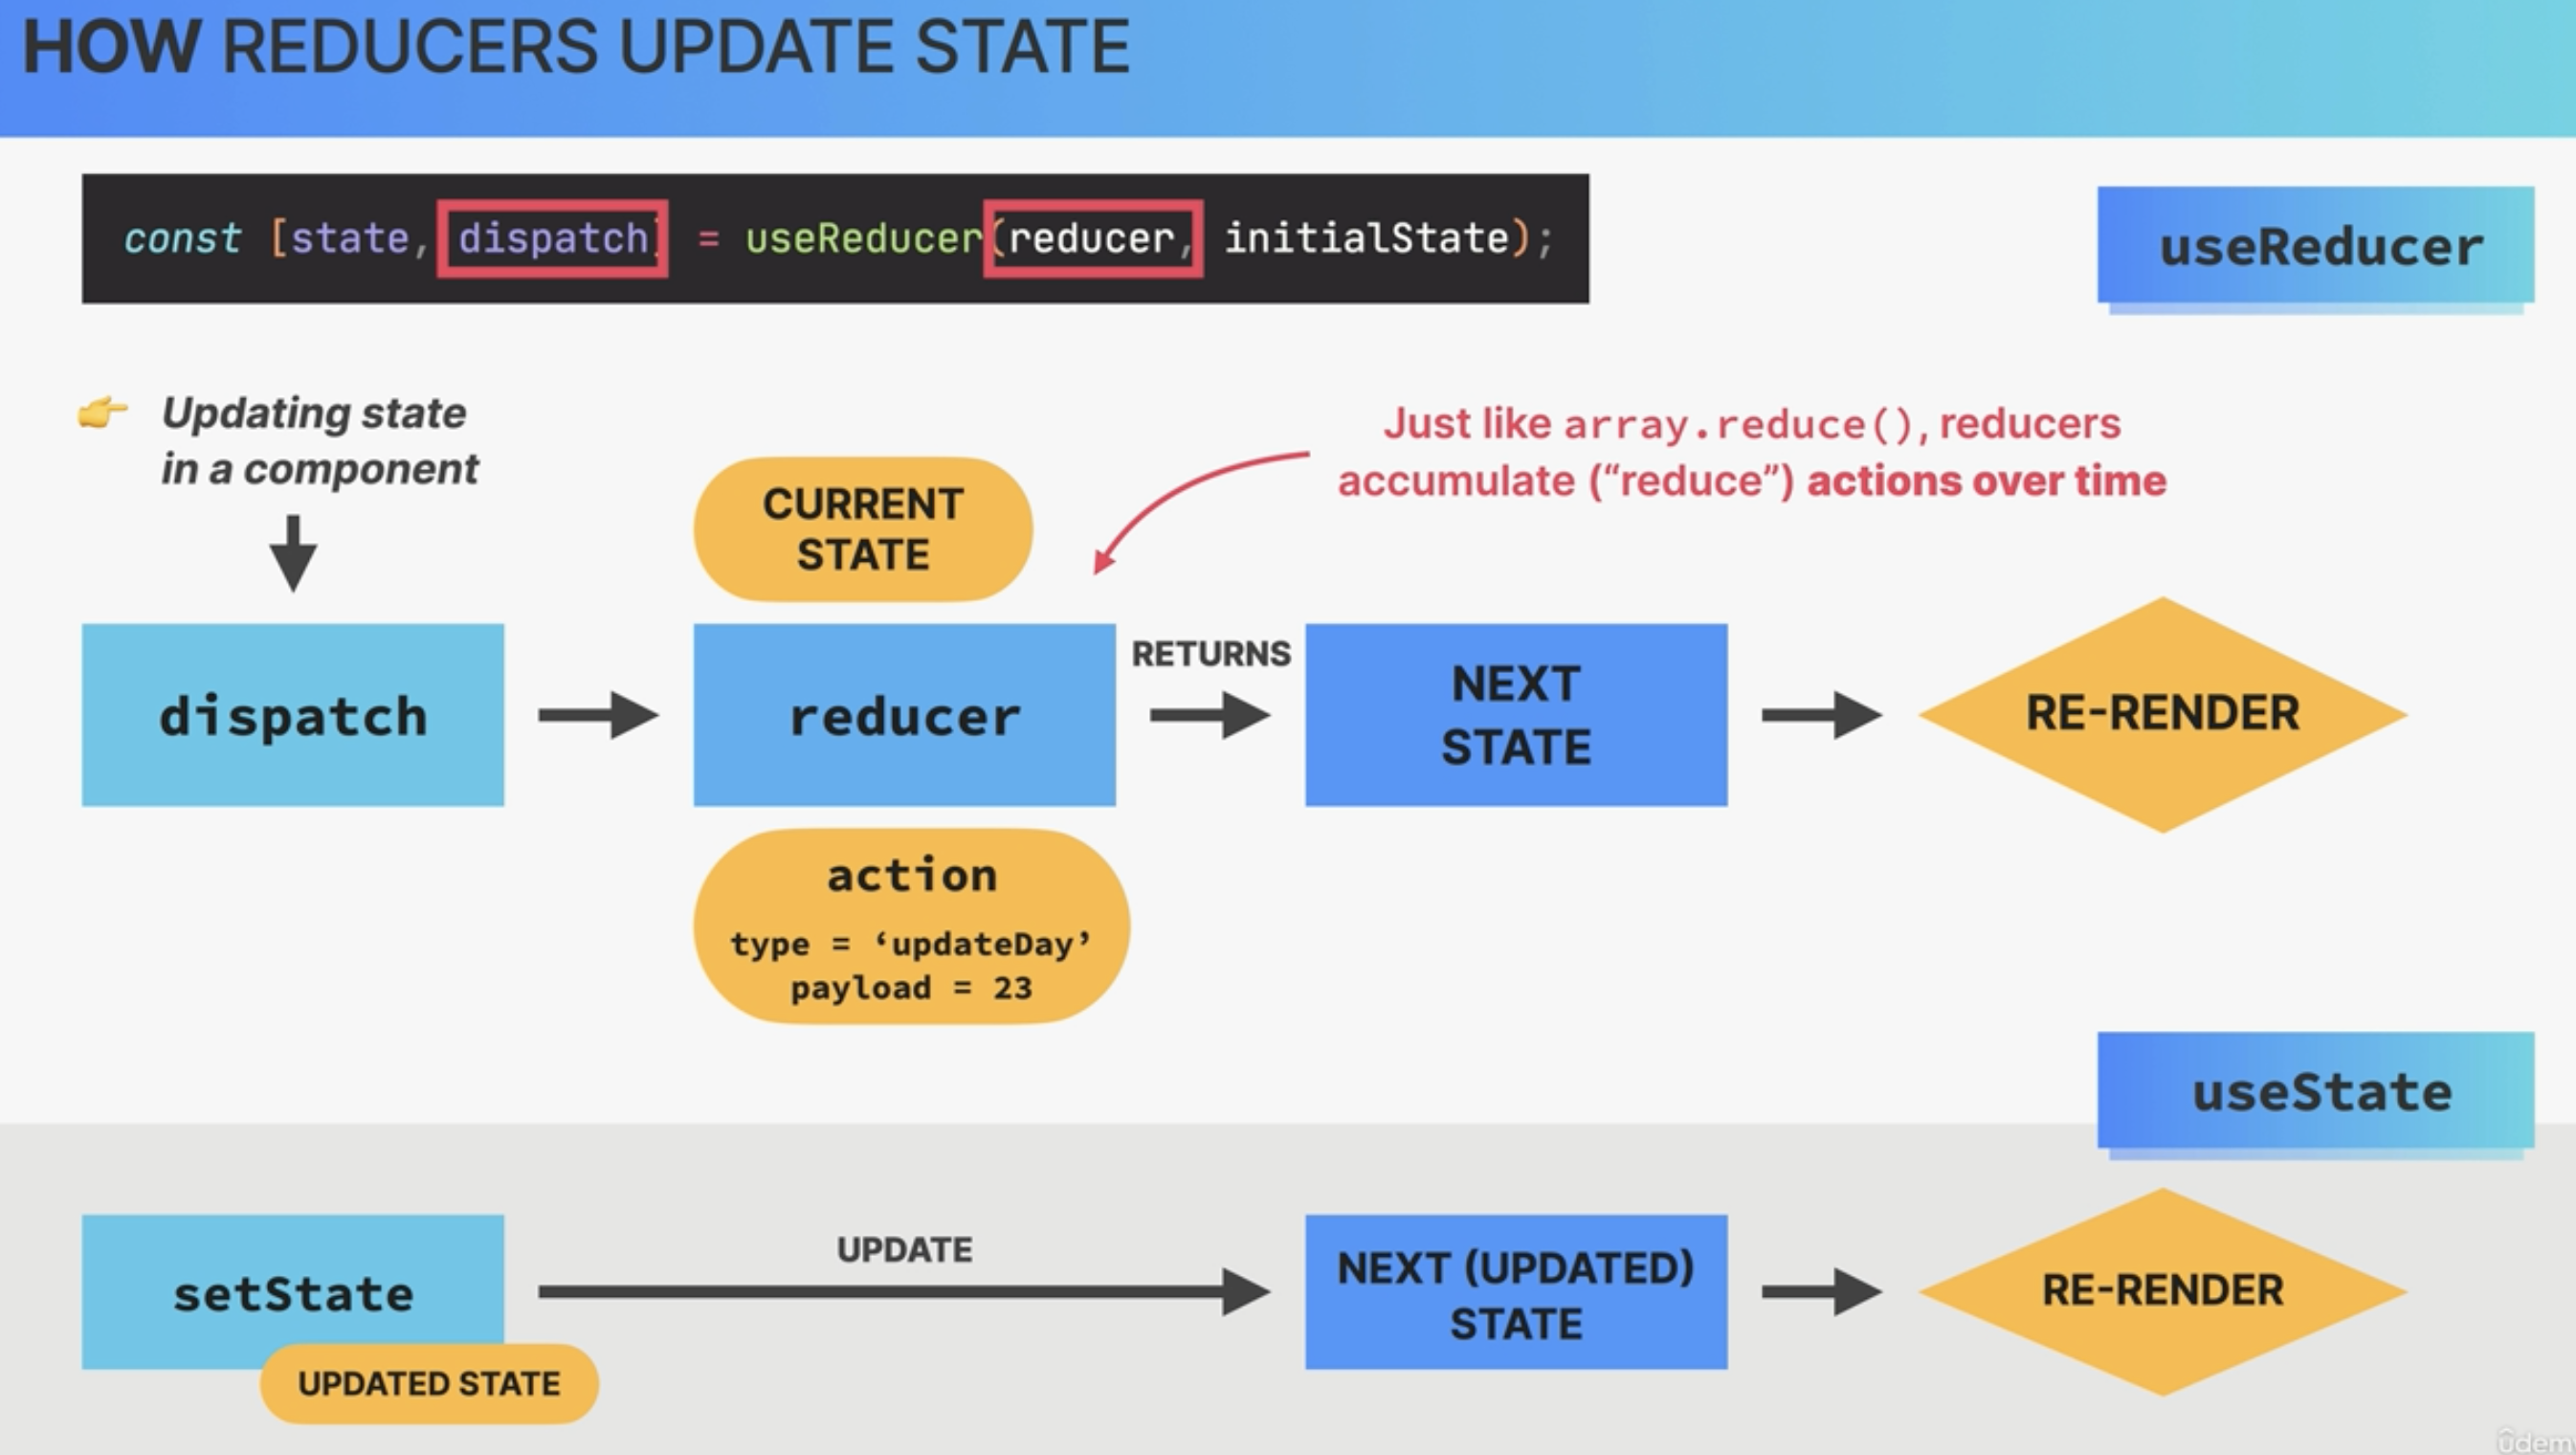 HOW REDUCERS UPDATE STATE
const [state, dispatch] = useReducer(reducer, initialState);
useReducer
👉 Updating state
in a component
Just like array.reduce(), reducers
accumulate (“reduce”) actions over time
CURRENT
STATE
dispatch
reducer
RETURNS
NEXT
STATE
RE-RENDER
action
type = ‘updateDay’
payload = 23
useState
setState
UPDATED STATE
UPDATE
NEXT (UPDATED)
STATE
RE-RENDER